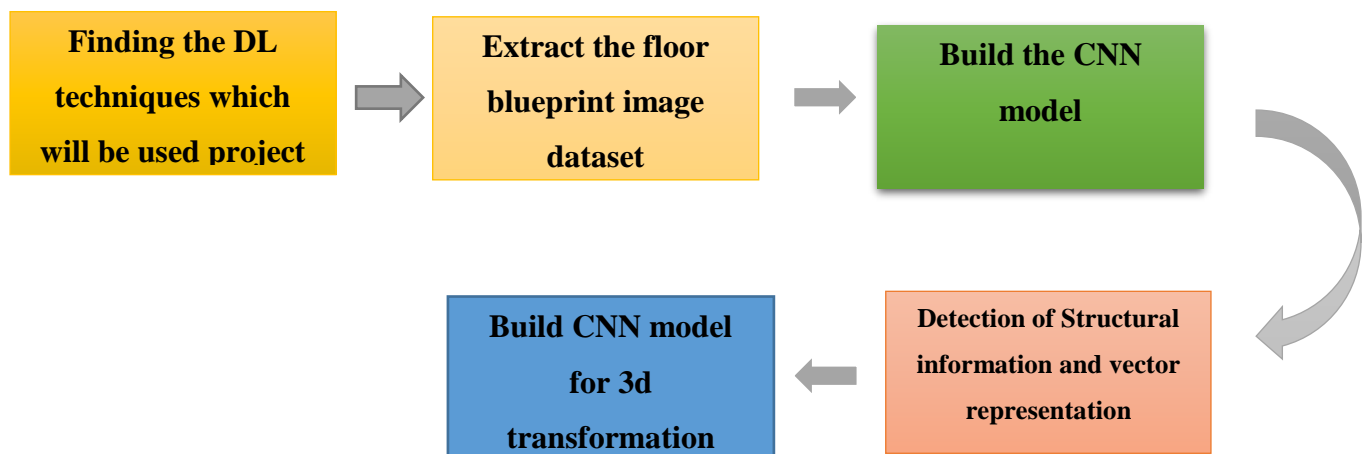 Finding the DL
techniques which
will be used project
Extract the floor
blueprint image
dataset
Build the CNN
model
Detection of Structural
information and vector
representation
Build CNN model
for 3d
transformation